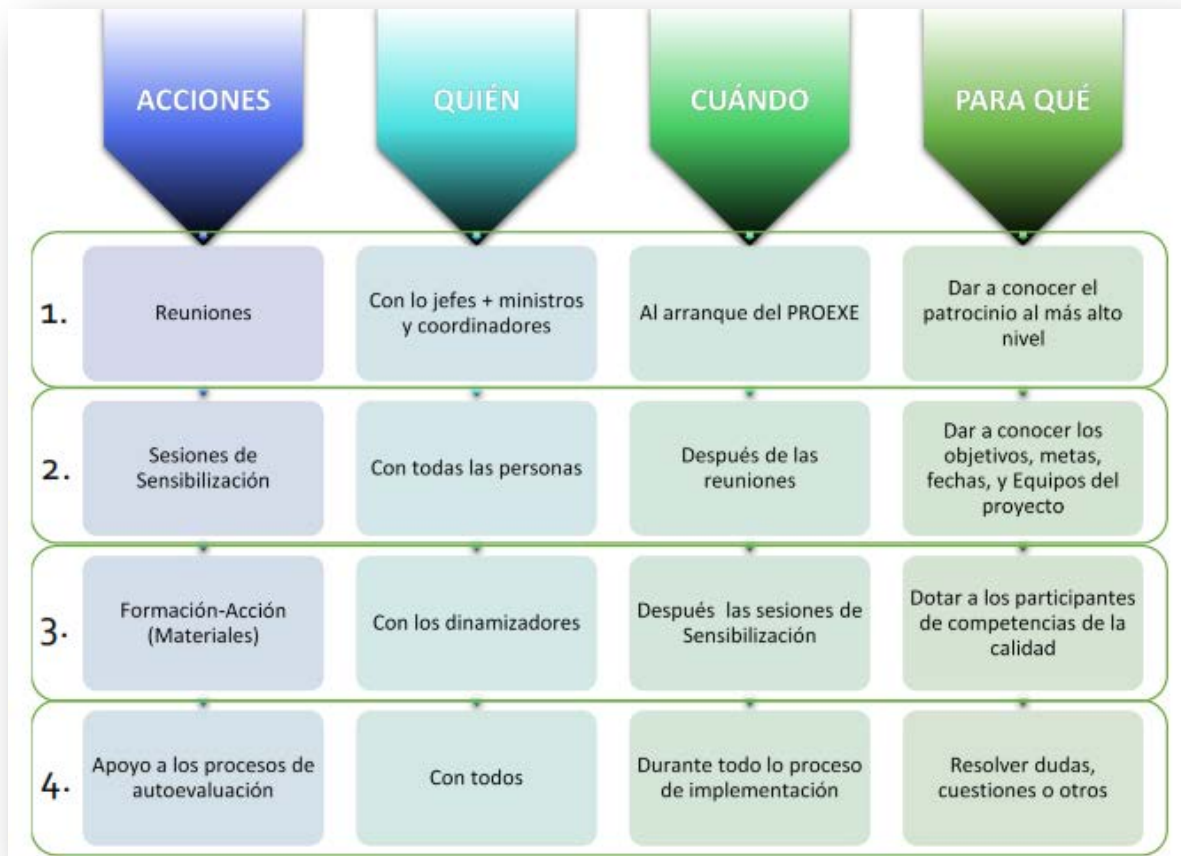 ACCIONES
QUIÉN
CUÁNDO
PARA QUÉ
1.
Reuniones
Con lo jefes + ministros
y coordinadores
Al arranque del PROEXE
Dar a conocer el
patrocinio al más alto
nivel
2.
Sesiones de
Sensibilización
Con todas las personas
Después de las
reuniones
Dar a conocer los
objetivos, metas,
fechas, y Equipos del
proyecto
3.
Formación-Acción
(Materiales)
Con los dinamizadores
Después las sesiones de
Sensibilización
Dotar a los participantes
de competencias de la
calidad
4.
Apoyo a los procesos de
autoevaluación
Con todos
Durante todo lo proceso
de implementación
Resolver dudas,
cuestiones o otros